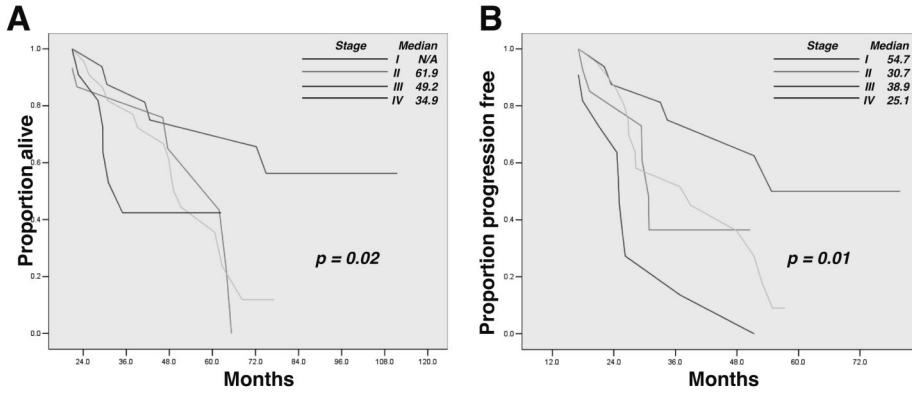 A
Stage Median
I N/A
II 61.9
III 49.2
IV 34.9
1.0
0.8
0.6
0.4
0.2
0.0
Proportion alive
p = 0.02
24.0 36.0 48.0 60.0 72.0 84.0 96.0 108.0 120.0
Months
B
Stage Median
I 54.7
II 30.7
III 38.9
IV 25.1
1.0
0.8
0.6
0.4
0.2
0.0
Proportion progression free
p = 0.01
12.0 24.0 36.0 48.0 60.0 72.0
Months